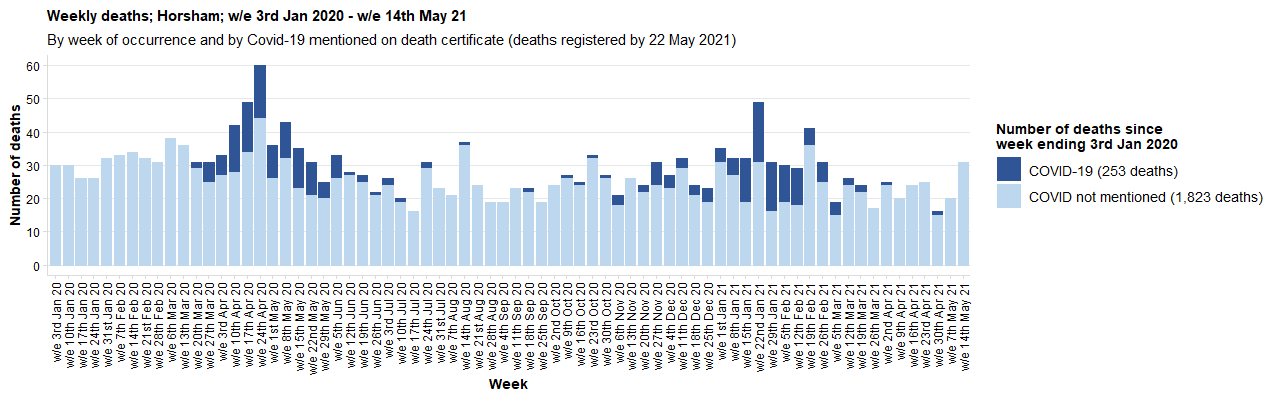 Weekly deaths; Horsham; w/e 3rd Jan 2020 - w/e 14th May 21
By week of occurrence and by Covid-19 mentioned on death certificate (deaths registered by 22 May 2021)
Number of deaths
60
50
40
30
20
10
0
w/e 3rd Jan 20
w/e 10th Jan 20
w/e 17th Jan 20
w/e 24th Jan 20
w/e 31st Jan 20
w/e 7th Feb 20
w/e 14th Feb 20
w/e 21st Feb 20
w/e 28th Feb 20
w/e 6th Mar 20
w/e 13th Mar 20
w/e 20th Mar 20
w/e 27th Mar 20
w/e 3rd Apr 20
w/e 10th Apr 20
w/e 17th Apr 20
w/e 24th Apr 20
w/e 1st May 20
w/e 8th May 20
w/e 15th May 20
w/e 22nd May 20
w/e 29th May 20
w/e 5th Jun 20
w/e 12th Jun 20
w/e 19th Jun 20
w/e 26th Jun 20
w/e 3rd Jul 20
w/e 10th Jul 20
w/e 17th Jul 20
w/e 24th Jul 20
w/e 31st Jul 20
w/e 7th Aug 20
w/e 14th Aug 20
w/e 21st Aug 20
w/e 28th Aug 20
w/e 4th Sep 20
w/e 11th Sep 20
w/e 18th Sep 20
w/e 25th Sep 20
w/e 2nd Oct 20
w/e 9th Oct 20
w/e 16th Oct 20
w/e 23rd Oct 20
w/e 30th Oct 20
w/e 6th Nov 20
w/e 13th Nov 20
w/e 20th Nov 20
w/e 27th Nov 20
w/e 4th Dec 20
w/e 11th Dec 20
w/e 18th Dec 20
w/e 25th Dec 20
w/e 1st Jan 21
w/e 8th Jan 21
w/e 15th Jan 21
w/e 22nd Jan 21
w/e 29th Jan 21
w/e 5th Feb 21
w/e 12th Feb 21
w/e 19th Feb 21
w/e 26th Feb 21
w/e 5th Mar 21
w/e 12th Mar 21
w/e 19th Mar 21
w/e 26th Mar 21
w/e 2nd Apr 21
w/e 9th Apr 21
w/e 16th Apr 21
w/e 23rd Apr 21
w/e 30th Apr 21
w/e 7th May 21
w/e 14th May 21
Week
Number of deaths since
week ending 3rd Jan 2020
COVID-19 (253 deaths)
COVID not mentioned (1,823 deaths)